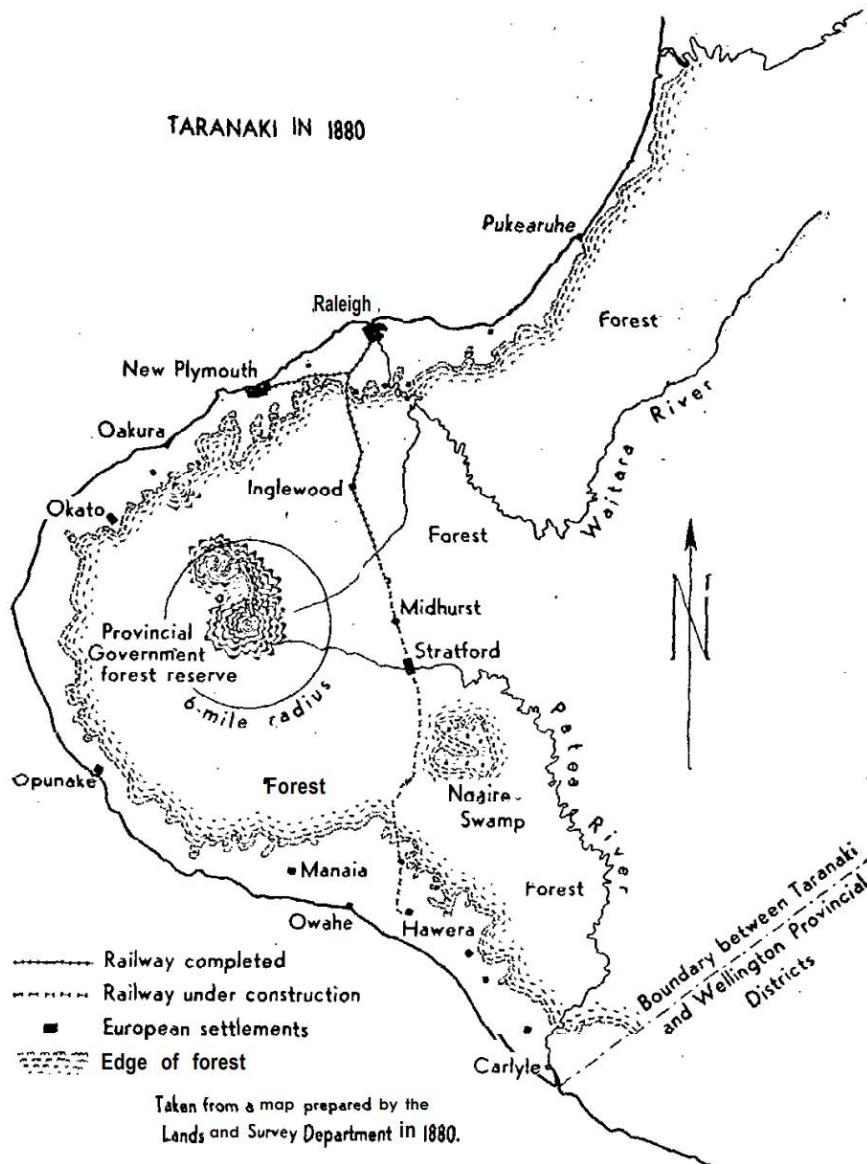 TARANAKI IN 1880
Pukearuhe
Raleigh
Forest
New Plymouth
Waitara River
Oakura
Inglewood
Okato
Forest
Midhurst
Provincial
Government
forest reserve
Stratford
6-mile radius
N
Patea River
Opunake
Forest
Ngaire
Swamp
Manaia
Forest
Owahe
Hawera
Boundary between Taranaki
and Wellington Provincial
Districts
Railway completed
Railway under construction
European settlements
Edge of forest
Carlyle
Taken from a map prepared by the
Lands and Survey Department in 1880.